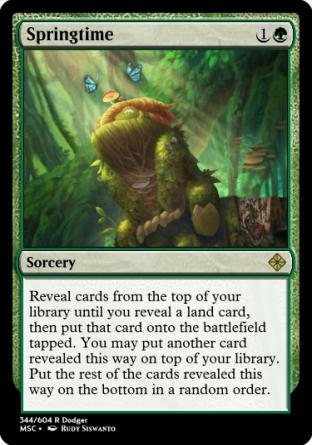 Springtime 1
Sorcery
Reveal cards from the top of your
library until you reveal a land card,
then put that card onto the battlefield
tapped. You may put another card
revealed this way on top of your library.
Put the rest of the cards revealed this
way on the bottom in a random order.
344/604 R Dodger
MSC • Rudy Siswanto